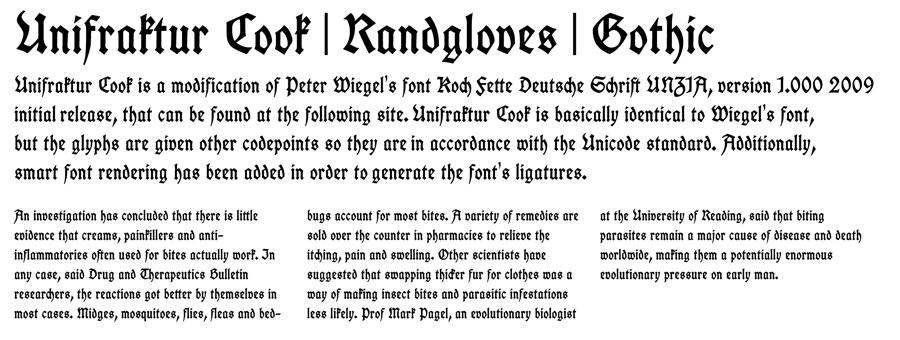 Unifraktur Cook | Randgloves | Gothic
Unifraktur Cook is a modification of Peter Wiegel's font Koch Fette Deutsche Schrift UNZ1A, version 1.000 2009
initial release, that can be found at the following site. Unifraktur Cook is basically identical to Wiegel's font,
but the glyphs are given other codepoints so they are in accordance with the Unicode standard. Additionally,
smart font rendering has been added in order to generate the font's ligatures.
An investigation has concluded that there is little
evidence that creams, painkillers and anti-
inflammatories often used for bites actually work. In
any case, said Drug and Therapeutics Bulletin
researchers, the reactions got better by themselves in
most cases. Midges, mosquitoes, flies, fleas and bed-
bugs account for most bites. A variety of remedies are
sold over the counter in pharmacies to relieve the
itching, pain and swelling. Other scientists have
suggested that swapping thicker fur for clothes was a
way of making insect bites and parasitic infestations
less likely. Prof Mark Pagel, an evolutionary biologist
at the University of Reading, said that biting
parasites remain a major cause of disease and death
worldwide, making them a potentially enormous
evolutionary pressure on early man.